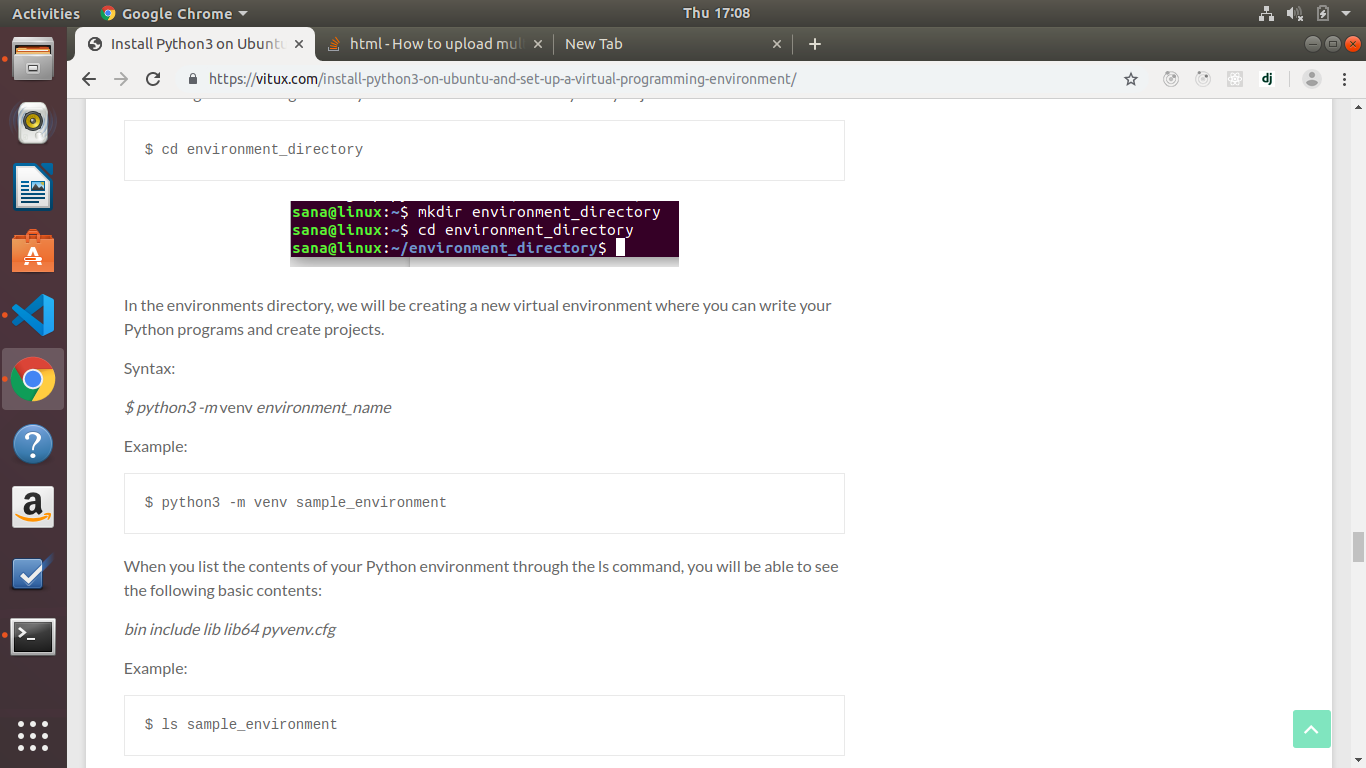 Activities
Google Chrome
Thu 17:08
Install Python3 on Ubuntu
html - How to upload mul
New Tab
https://vitux.com/install-python3-on-ubuntu-and-set-up-a-virtual-programming-environment/
dj
$ cd environment_directory
sana@linux:~$ mkdir environment_directory
sana@linux:~$ cd environment_directory
sana@linux:~/environment_directory$
In the environments directory, we will be creating a new virtual environment where you can write your
Python programs and create projects.
Syntax:
$ python3 -m venv environment_name
Example:
$ python3 -m venv sample_environment
When you list the contents of your Python environment through the ls command, you will be able to see
the following basic contents:
bin include lib lib64 pyvenv.cfg
Example:
$ ls sample_environment